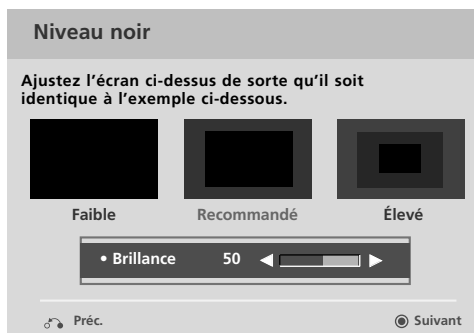 Niveau noir
Ajustez l'écran ci-dessus de sorte qu'il soit
identique à l'exemple ci-dessous.
Faible Recommandé Élevé
• Brillance 50 ◀ ▶
Préc. Suivant